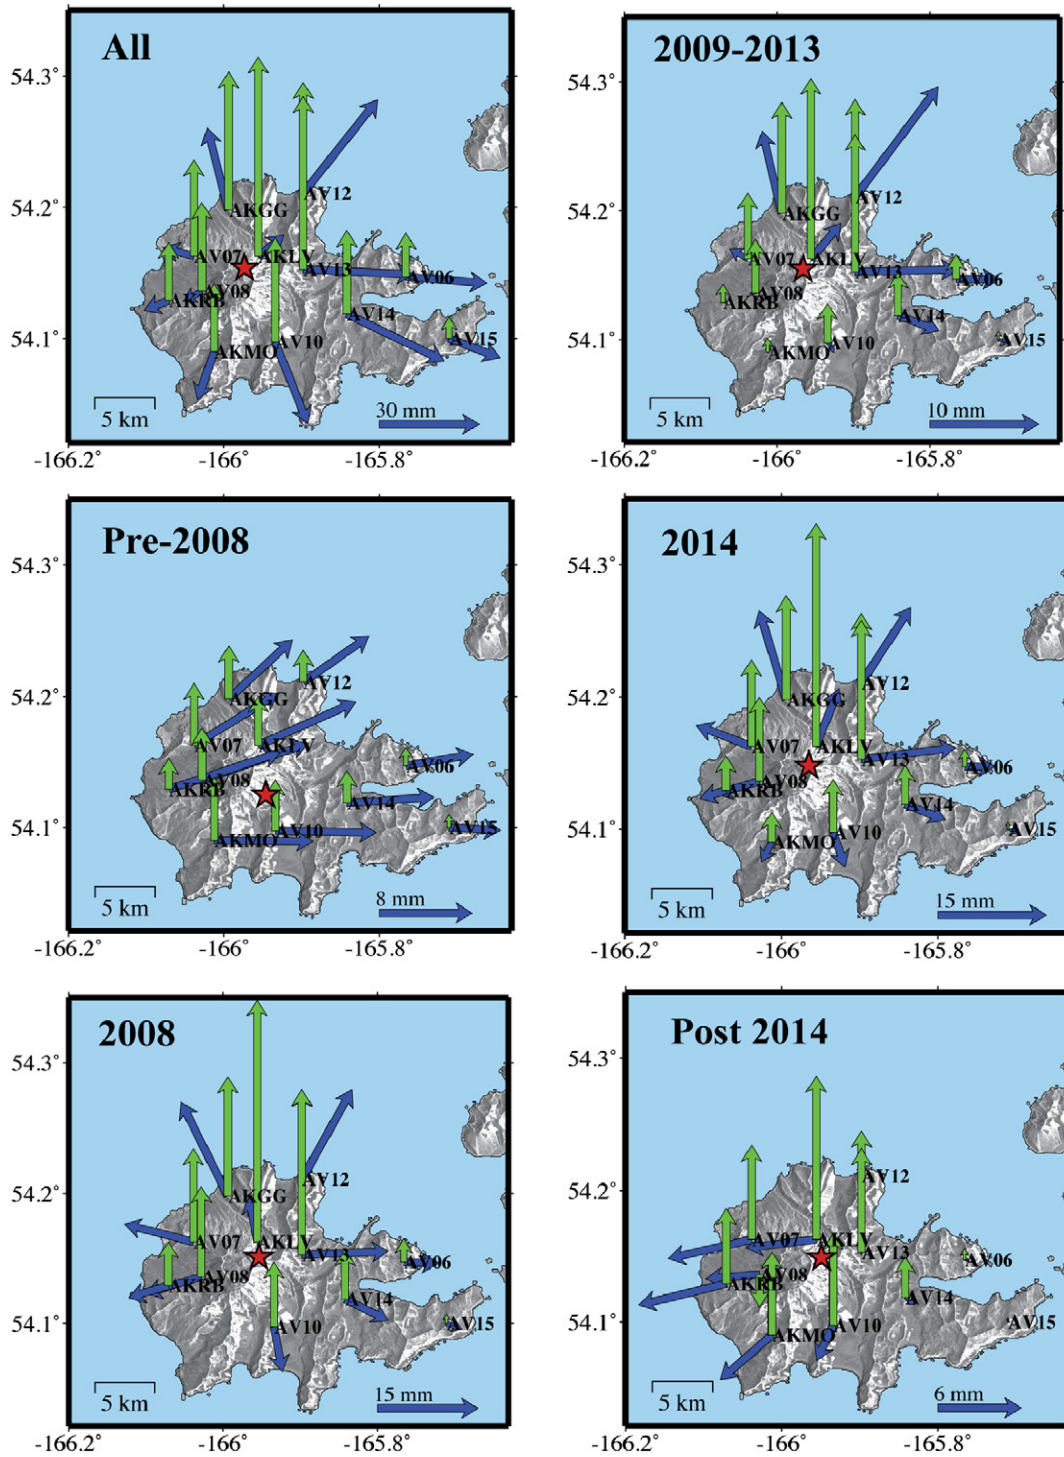 All
54.3°
54.2°
54.1°
AV12
AKGG
AV07
AKLV
AV13
AV06
AV08
AKRB
AV14
AV15
AV10
AKMO
5 km
30 mm
-166.2°
-166°
-165.8°
2009-2013
54.3°
54.2°
54.1°
AV12
AKGG
AV07
AKLV
AV13
AV06
AV08
AKRB
AV14
AV15
AV10
AKMO
5 km
10 mm
-166.2°
-166°
-165.8°
Pre-2008
54.3°
54.2°
54.1°
AV12
AKGG
AV07
AKLV
AV06
AV08
AKRB
AV14
AV15
AV10
AKMO
5 km
8 mm
-166.2°
-166°
-165.8°
2014
54.3°
54.2°
54.1°
AV12
AKGG
AV07
AKLV
AV13
AV06
AV08
AKRB
AV14
AV15
AV10
AKMO
5 km
15 mm
-166.2°
-166°
-165.8°
2008
54.3°
54.2°
54.1°
AV12
AKGG
AV07
AKLV
AV13
AV06
AV08
AKRB
AV14
AV15
AV10
5 km
15 mm
-166.2°
-166°
-165.8°
Post 2014
54.3°
54.2°
54.1°
AV12
AV07
AKLV
AV13
AV06
AV08
AKRB
AV14
AV15
AV10
AKMO
5 km
6 mm
-166.2°
-166°
-165.8°